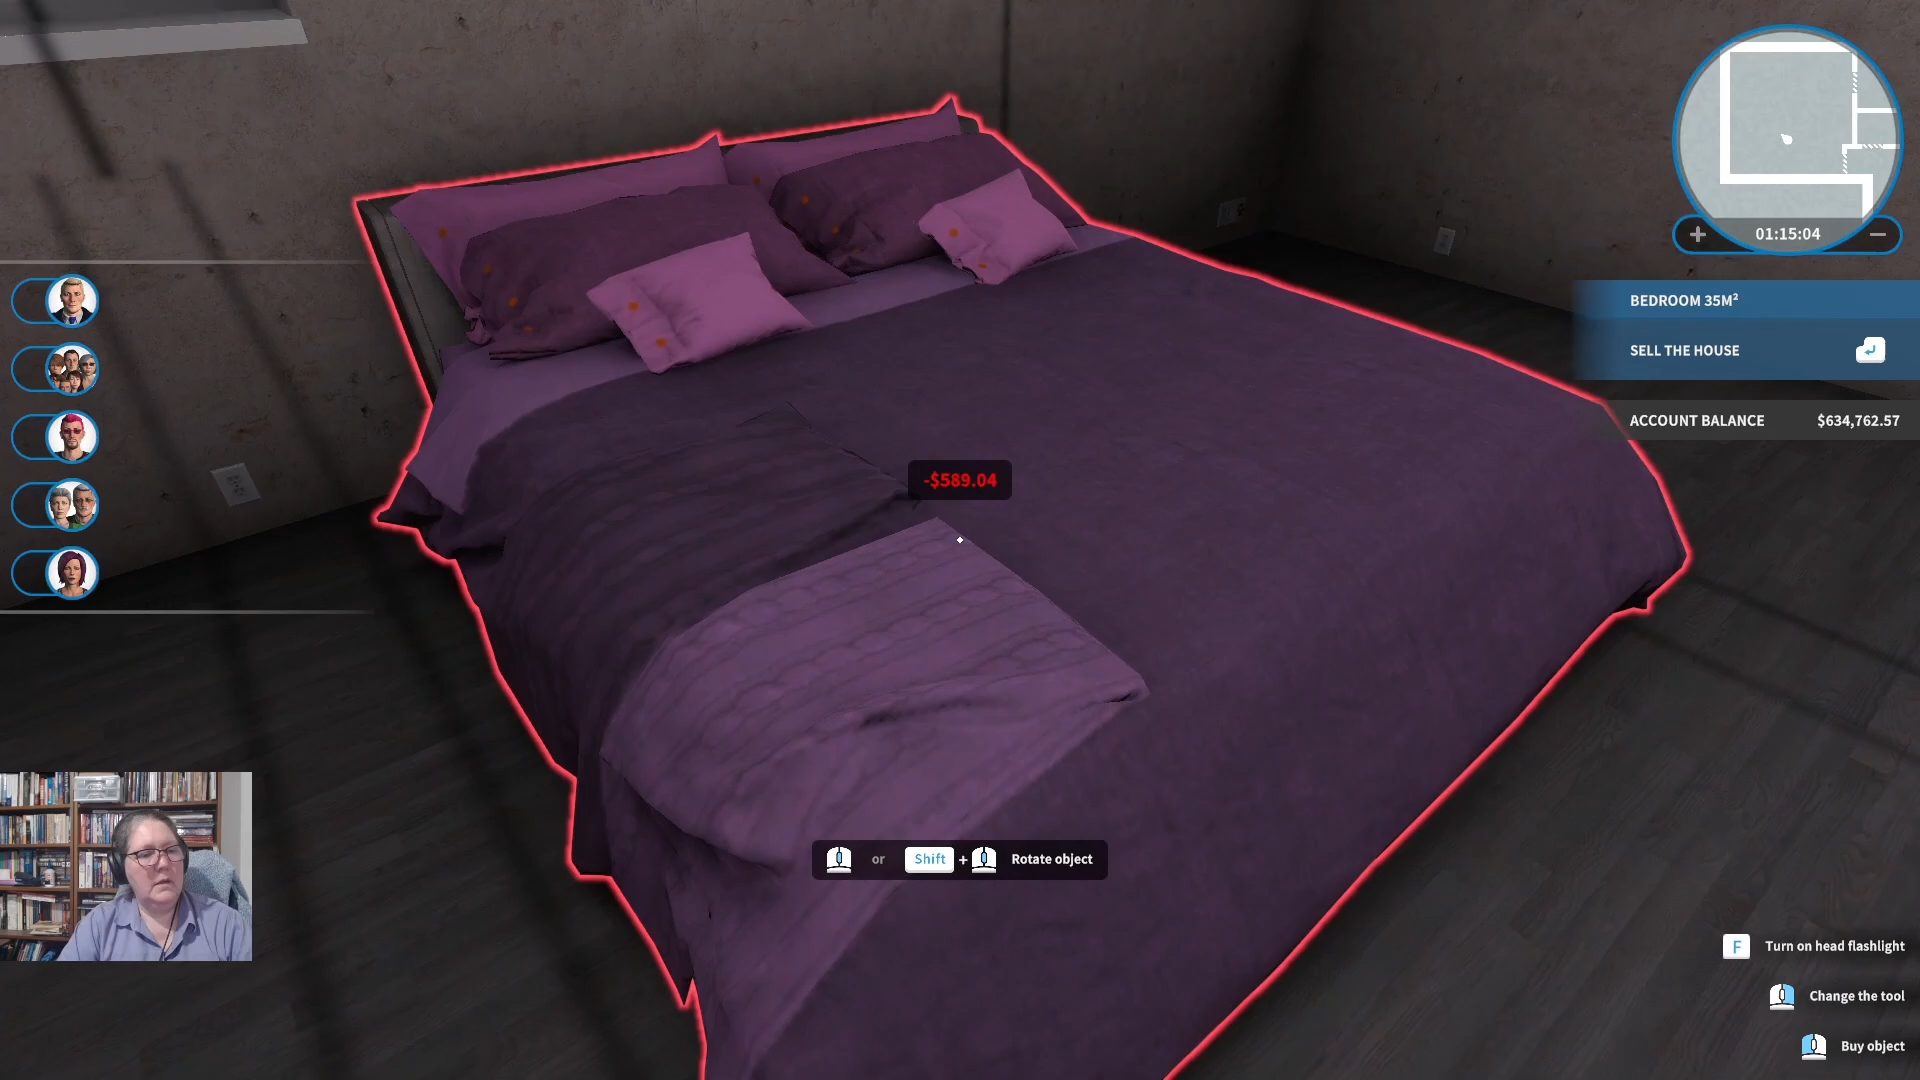 01:15:04
BEDROOM 35M²
SELL THE HOUSE
ACCOUNT BALANCE $634,762.57
-$589.04
or Shift + Rotate object
F Turn on head flashlight
Change the tool
Buy object